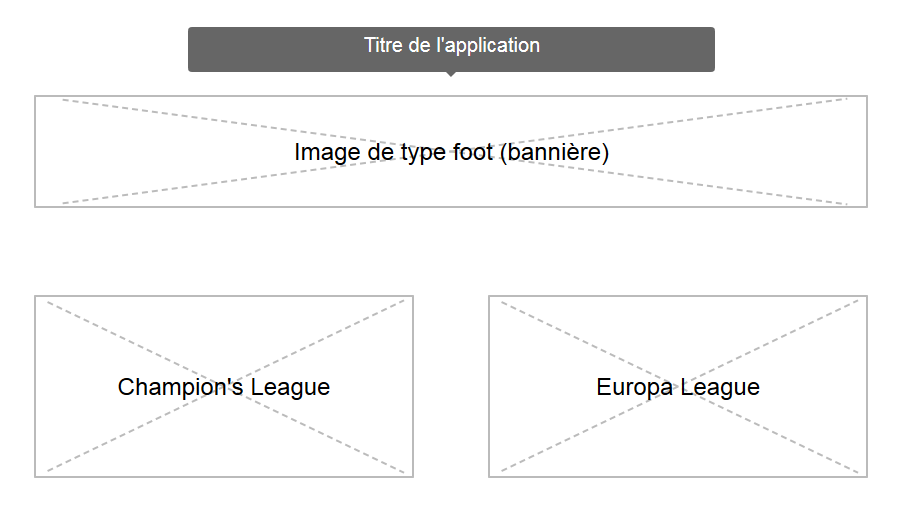 Titre de l'application
Image de type foot (bannière)
Champion's League
Europa League